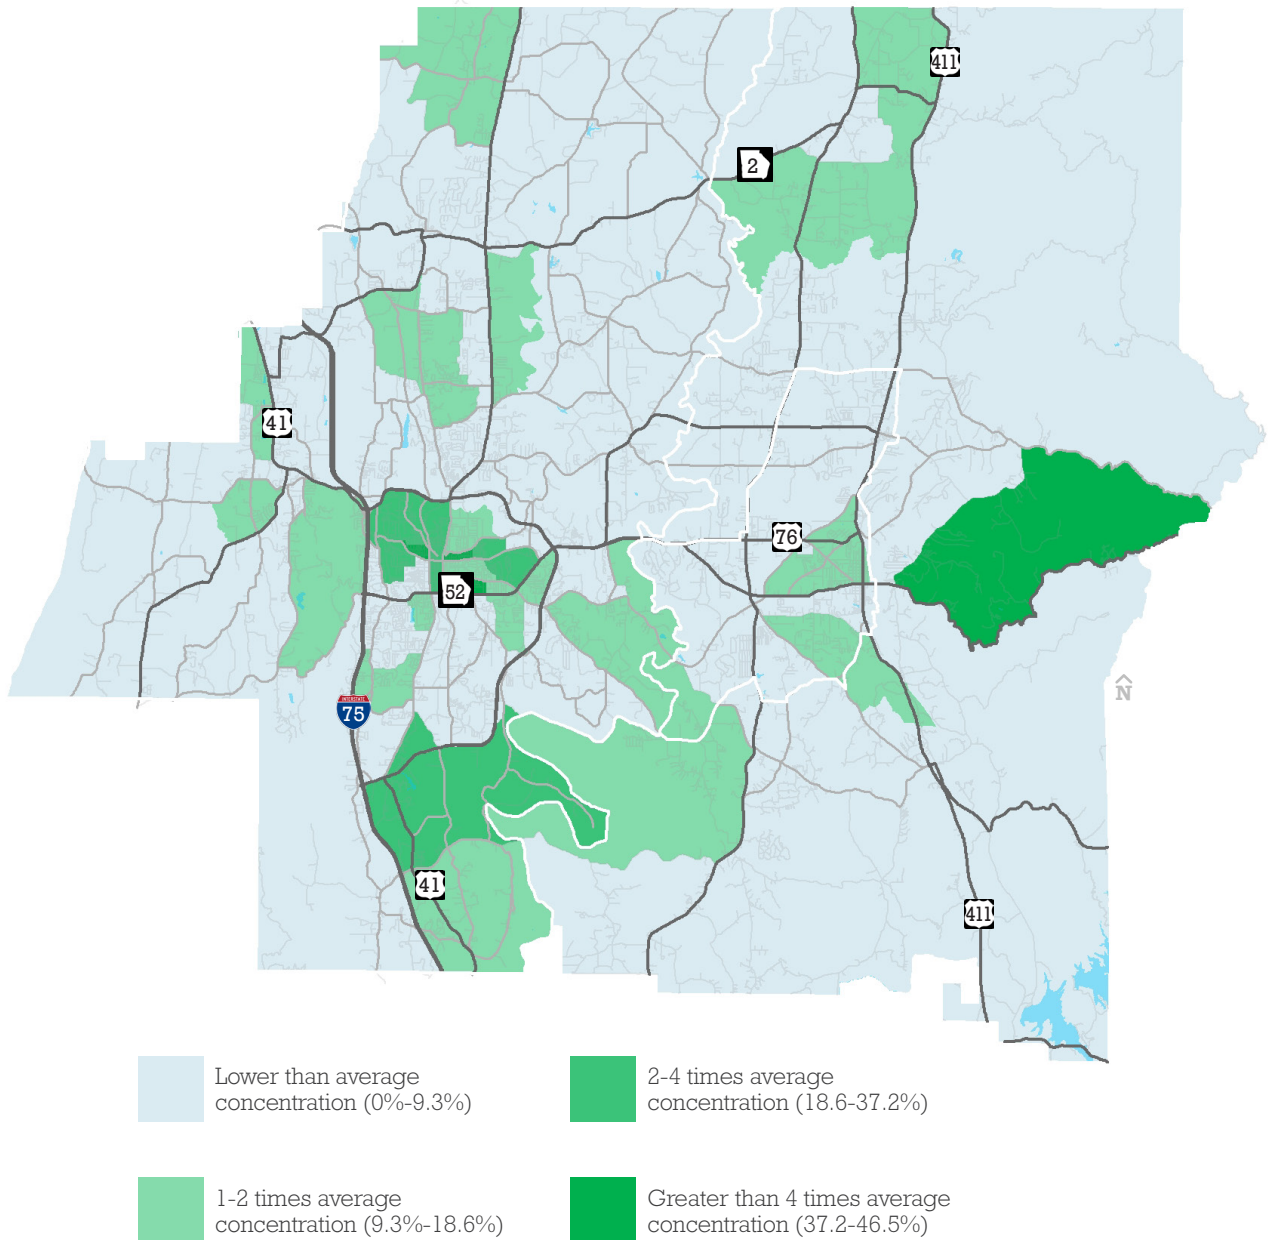 411
2
41
76
52
N
INTERSTATE
75
41
411
Lower than average
concentration (0%-9.3%)
2-4 times average
concentration (18.6-37.2%)
1-2 times average
concentration (9.3%-18.6%)
Greater than 4 times average
concentration (37.2-46.5%)